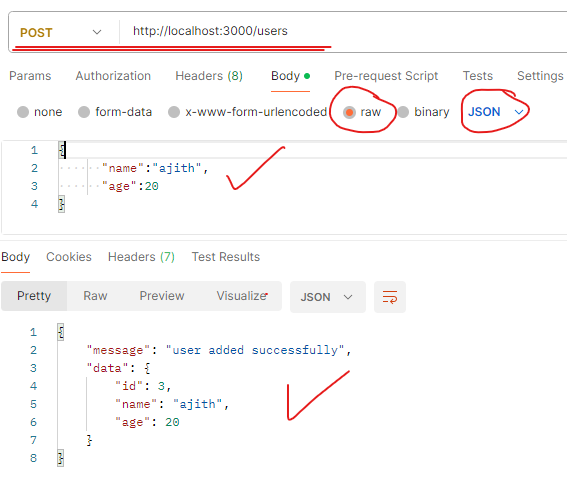 POST http://localhost:3000/users
Params Authorization Headers (8) Body Pre-request Script Tests Settings
none form-data x-www-form-urlencoded raw binary JSON
1 {
2 "name":"ajith",
3 "age":20
4 }
Body Cookies Headers (7) Test Results
Pretty Raw Preview Visualize JSON
1 {
2 "message": "user added successfully",
3 "data": {
4 "id": 3,
5 "name": "ajith",
6 "age": 20
7 }
8 }